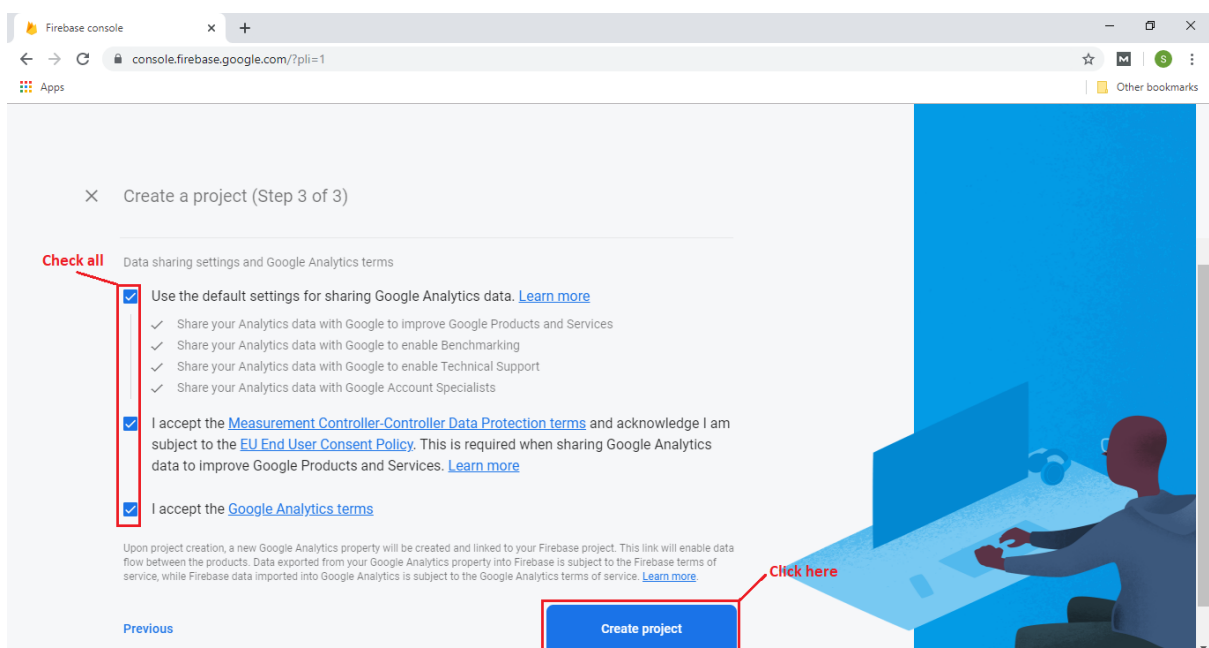 Firebase console
console.firebase.google.com/?pli=1
M
S
Apps
Other bookmarks
Create a project (Step 3 of 3)
Check all
Data sharing settings and Google Analytics terms
Use the default settings for sharing Google Analytics data. Learn more
Share your Analytics data with Google to improve Google Products and Services
Share your Analytics data with Google to enable Benchmarking
Share your Analytics data with Google to enable Technical Support
Share your Analytics data with Google Account Specialists
I accept the Measurement Controller-Controller Data Protection terms and acknowledge I am
subject to the EU End User Consent Policy. This is required when sharing Google Analytics
data to improve Google Products and Services. Learn more
I accept the Google Analytics terms
Upon project creation, a new Google Analytics property will be created and linked to your Firebase project. This link will enable data
flow between the products. Data exported from your Google Analytics property into Firebase is subject to the Firebase terms of
service, while Firebase data imported into Google Analytics is subject to the Google Analytics terms of service. Learn more.
Click here
Previous
Create project